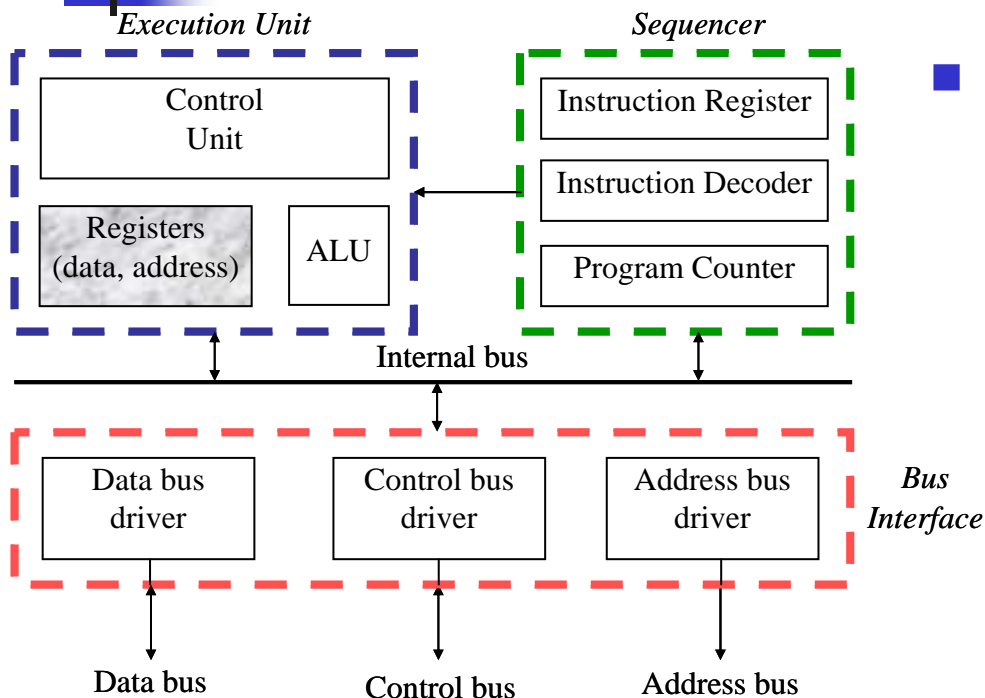 Execution Unit
Sequencer
Control
Unit
Registers
(data, address)
ALU
Instruction Register
Instruction Decoder
Program Counter
Internal bus
Data bus
driver
Control bus
driver
Address bus
driver
Bus
Interface
Data bus
Control bus
Address bus